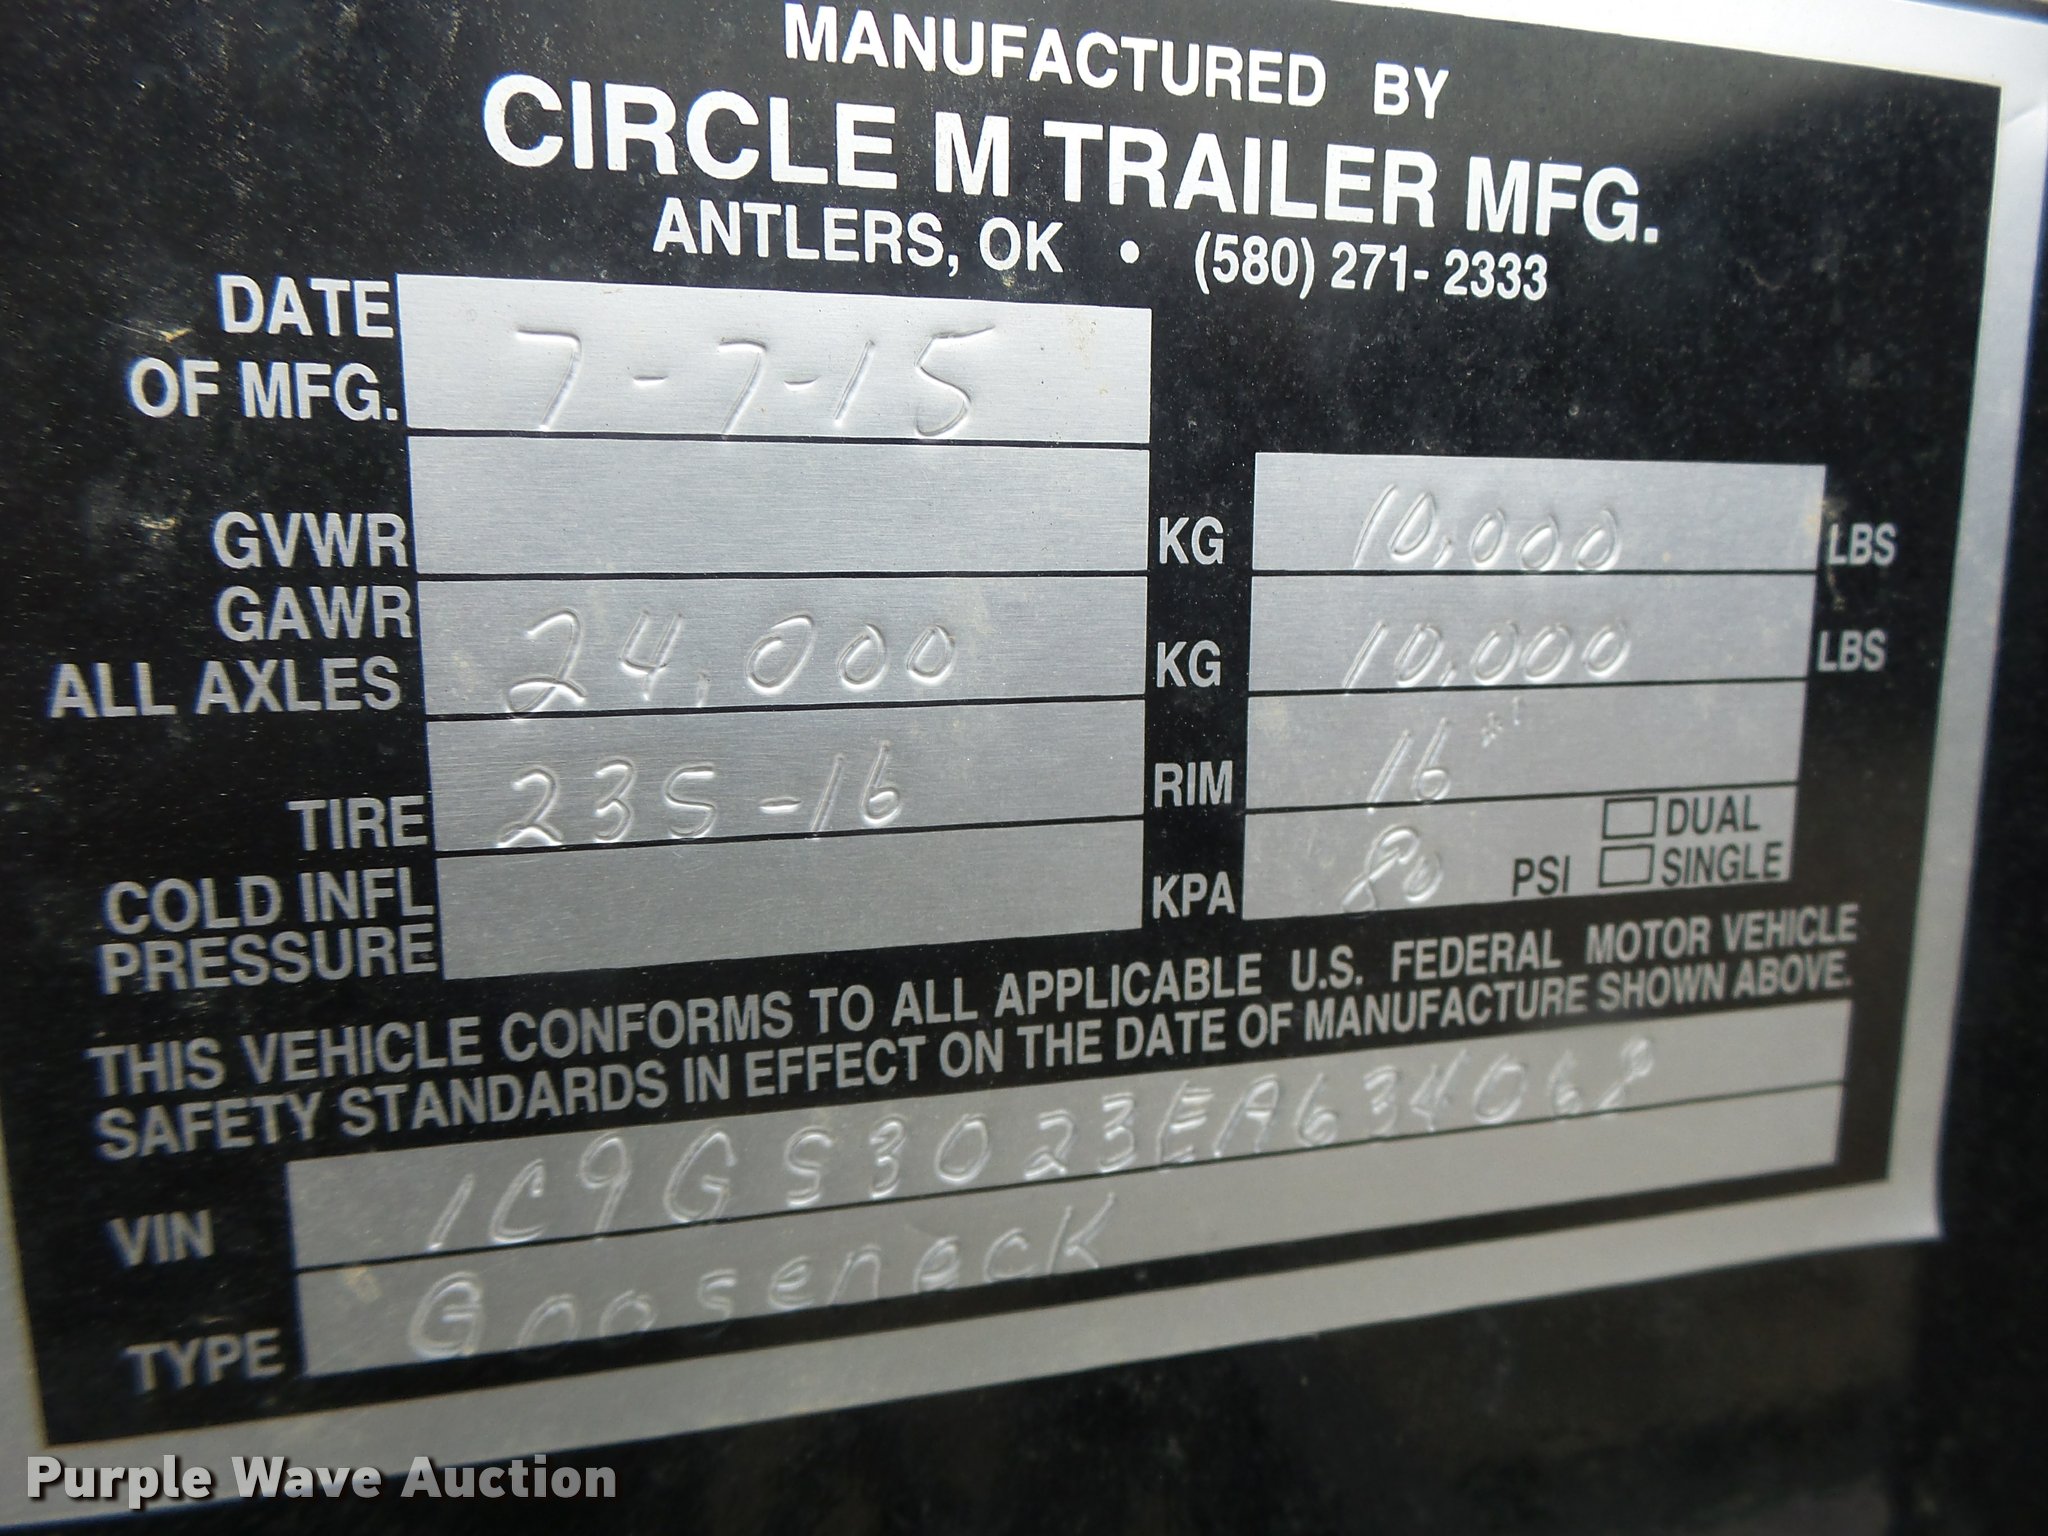 MANUFACTURED BY
CIRCLE M TRAILER MFG.
ANTLERS, OK • (580) 271-2333
DATE OF MFG. 7-7-15
GVWR KG 10,000 LBS
GAWR ALL AXLES 24,000 KG 10,000 LBS
TIRE 235-16 RIM 16
COLD INFL PRESSURE KPA 80 PSI DUAL SINGLE
THIS VEHICLE CONFORMS TO ALL APPLICABLE U.S. FEDERAL MOTOR VEHICLE
SAFETY STANDARDS IN EFFECT ON THE DATE OF MANUFACTURE SHOWN ABOVE.
VIN
TYPE Gooseneck
Purple Wave Auction